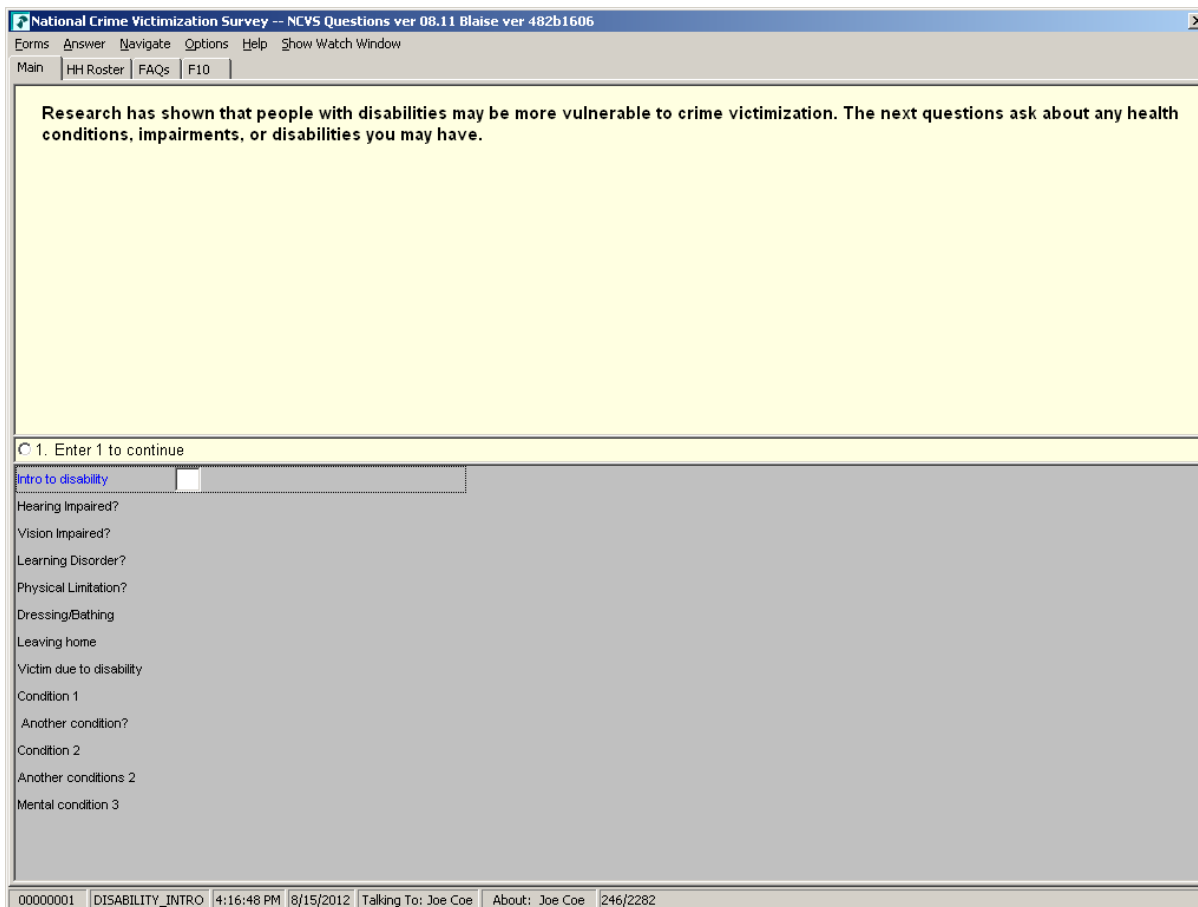 National Crime Victimization Survey -- NCVS Questions ver 08.11 Blaise ver 482b1606
Forms Answer Navigate Options Help Show Watch Window
Main HH Roster FAQs F10
Research has shown that people with disabilities may be more vulnerable to crime victimization. The next questions ask about any health
conditions, impairments, or disabilities you may have.
1. Enter 1 to continue
Intro to disability
Hearing Impaired?
Vision Impaired?
Learning Disorder?
Physical Limitation?
Dressing/Bathing
Leaving home
Victim due to disability
Condition 1
Another condition?
Condition 2
Another conditions 2
Mental condition 3
00000001 DISABILITY_INTRO 4:16:48 PM 8/15/2012 Talking To: Joe Coe About: Joe Coe 246/2282